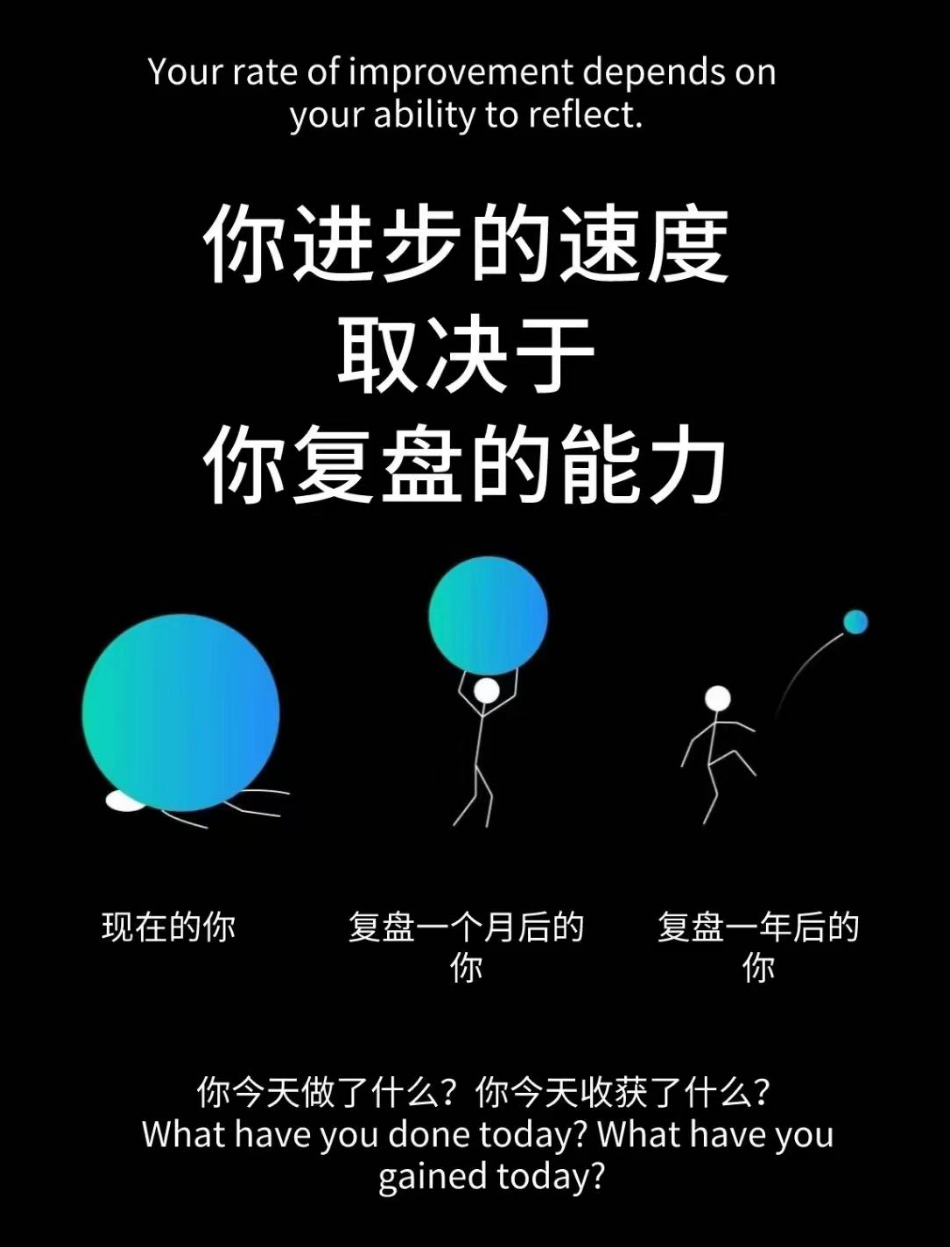 Your rate of improvement depends on
your ability to reflect.
你进步的速度
取决于
你复盘的能力
现在的你
复盘一个月后的
你
复盘一年后的
你
你今天做了什么？你今天收获了什么？
What have you done today? What have you
gained today?